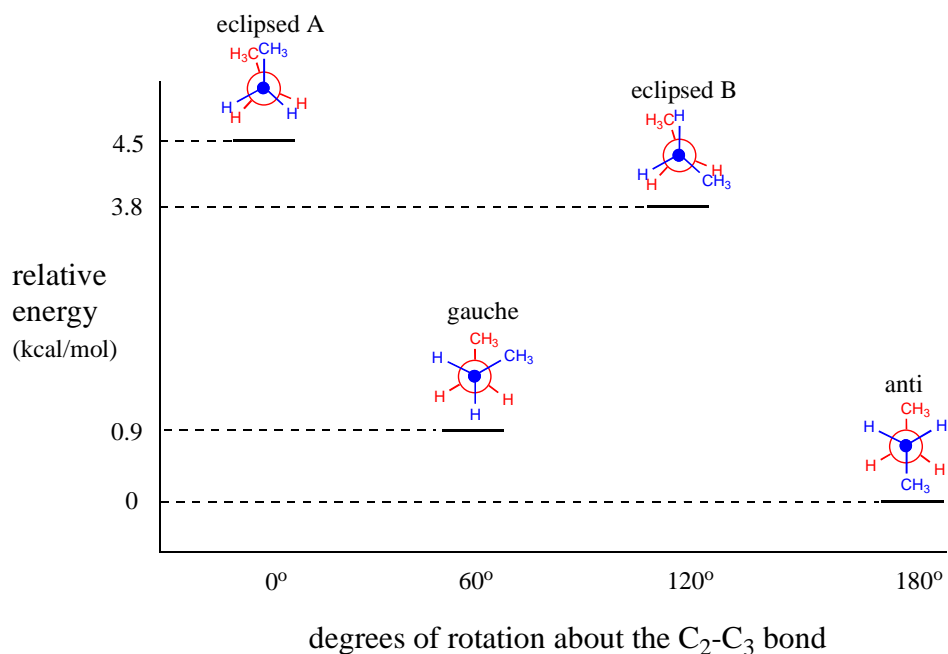 eclipsed A
H₃C CH₃
H H H H
4.5
eclipsed B
H₃C H
H H H CH₃
3.8
relative
energy
(kcal/mol)
gauche
CH₃
H CH₃
H H
H
0.9
anti
CH₃
H H
H H
CH₃
0
0º 60º 120º 180º
degrees of rotation about the C₂-C₃ bond